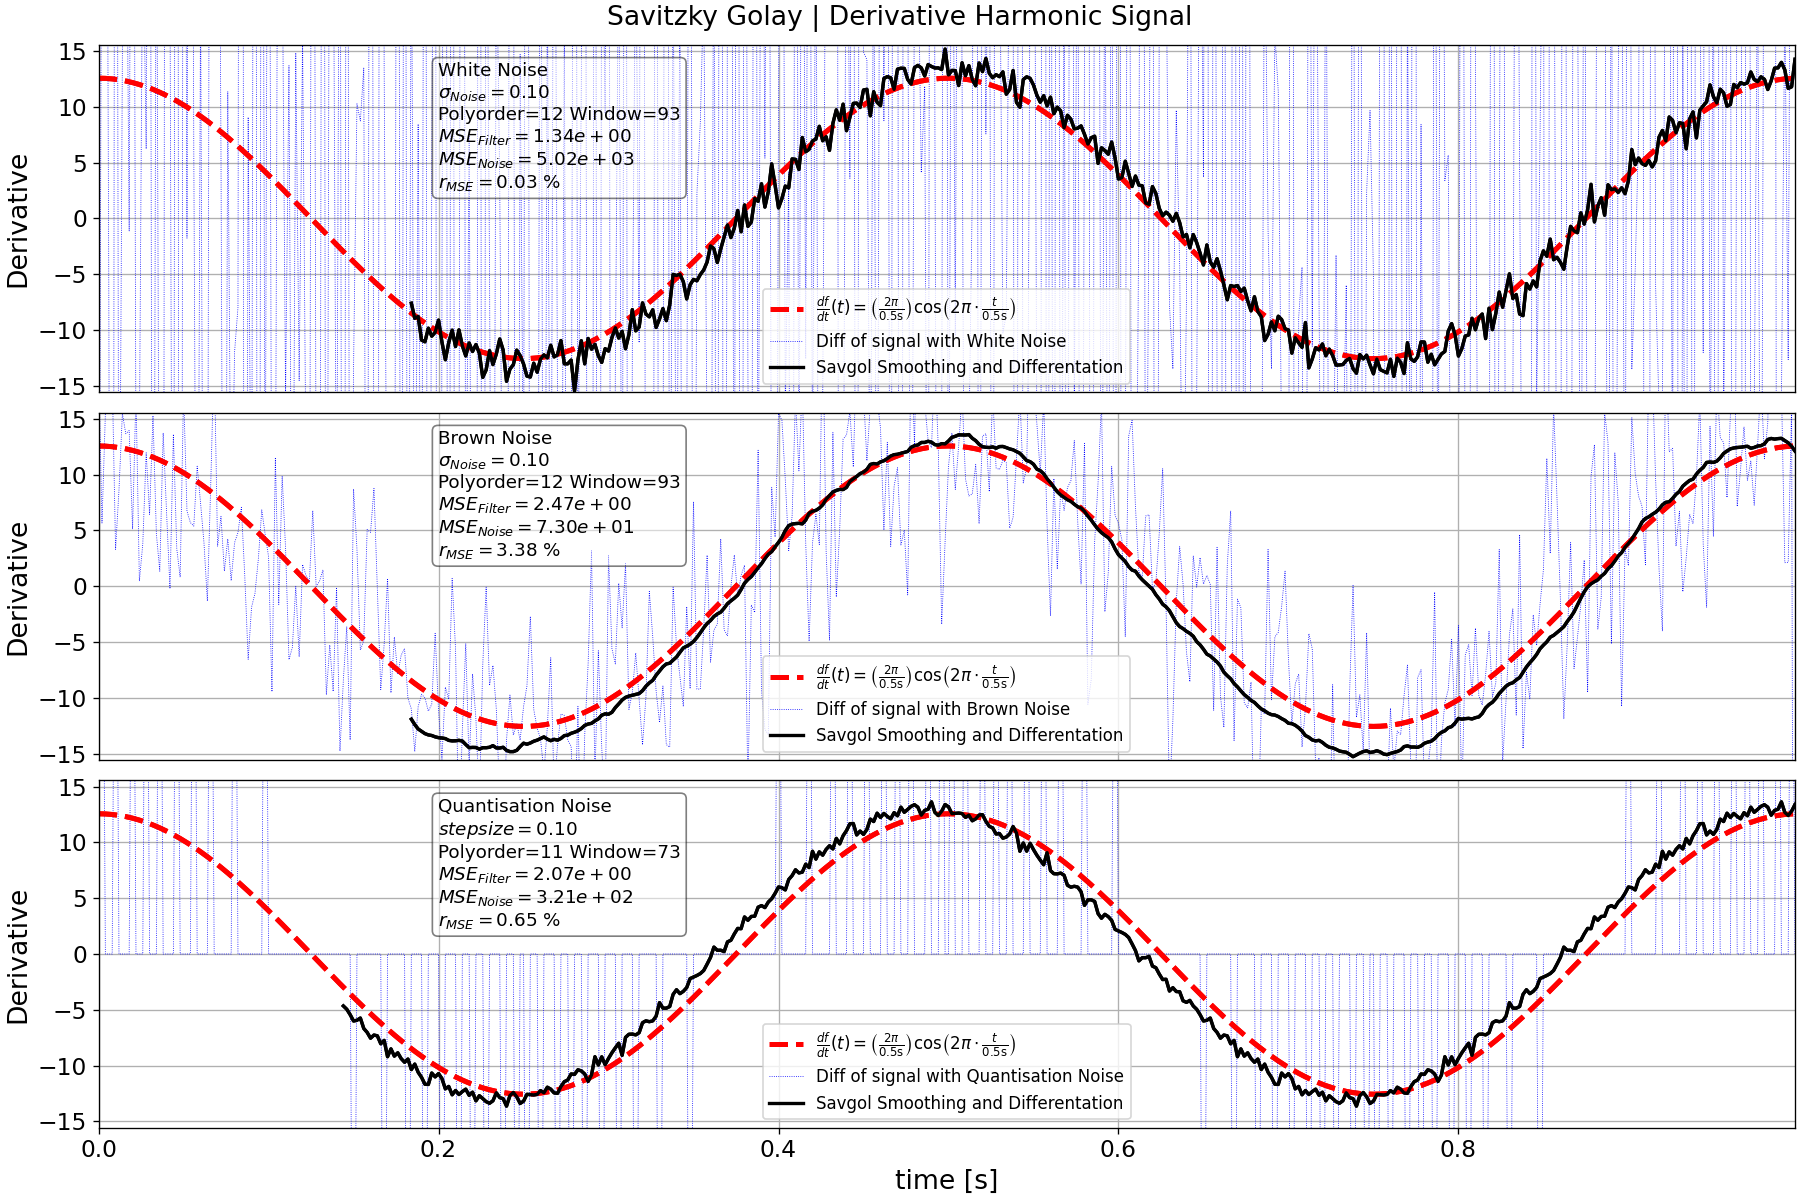 Savitzky Golay | Derivative Harmonic Signal
Derivative
15
10
5
0
−5
−10
−15
White Noise
σNoise = 0.10
Polyorder=12 Window=93
MSEFilter = 1.34e + 00
MSENoise = 5.02e + 03
rMSE = 0.03 %
df/dt (t) = (2π/0.5s) cos(2π · t/0.5s)
Diff of signal with White Noise
Savgol Smoothing and Differentation
Derivative
15
10
5
0
−5
−10
−15
Brown Noise
σNoise = 0.10
Polyorder=12 Window=93
MSEFilter = 2.47e + 00
MSENoise = 7.30e + 01
rMSE = 3.38 %
df/dt (t) = (2π/0.5s) cos(2π · t/0.5s)
Diff of signal with Brown Noise
Savgol Smoothing and Differentation
Derivative
15
10
5
0
−5
−10
−15
Quantisation Noise
stepsize = 0.10
Polyorder=11 Window=73
MSEFilter = 2.07e + 00
MSENoise = 3.21e + 02
rMSE = 0.65 %
df/dt (t) = (2π/0.5s) cos(2π · t/0.5s)
Diff of signal with Quantisation Noise
Savgol Smoothing and Differentation
0.0 0.2 0.4 0.6 0.8
time [s]